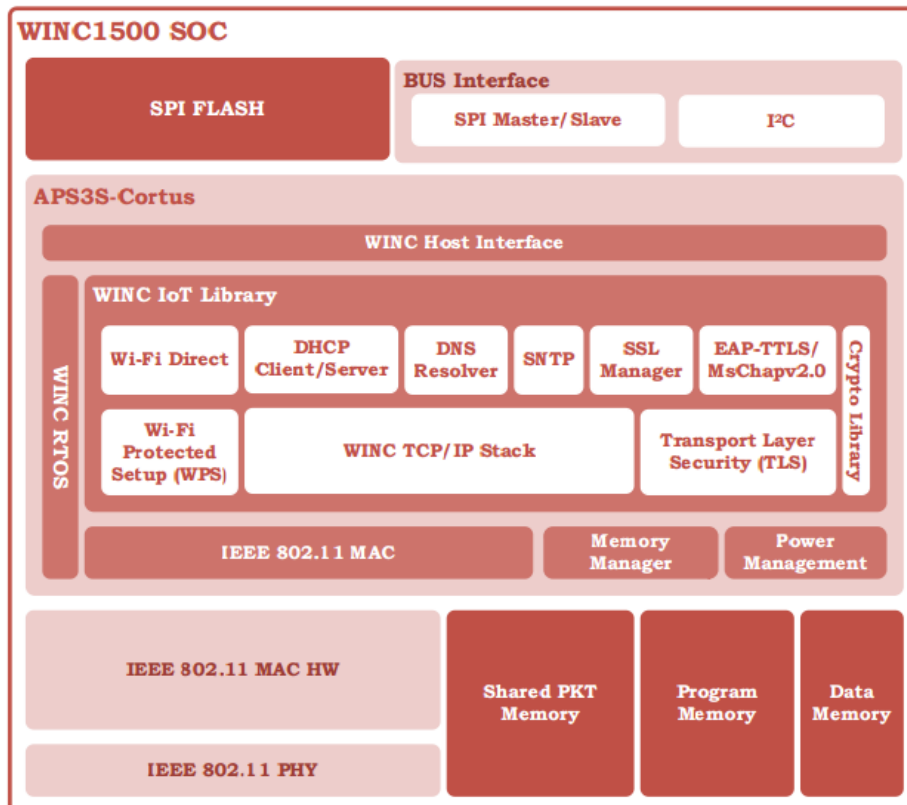 WINC1500 SOC
SPI FLASH
BUS Interface
SPI Master/Slave
I²C
APS3S-Cortus
WINC Host Interface
WINC RTOS
WINC IoT Library
Wi-Fi Direct
DHCP
Client/Server
DNS
Resolver
SNTP
SSL
Manager
EAP-TTLS/
MsChapv2.0
Crypto Library
Wi-Fi
Protected
Setup (WPS)
WINC TCP/IP Stack
Transport Layer
Security (TLS)
IEEE 802.11 MAC
Memory
Manager
Power
Management
IEEE 802.11 MAC HW
Shared PKT
Memory
Program
Memory
Data
Memory
IEEE 802.11 PHY